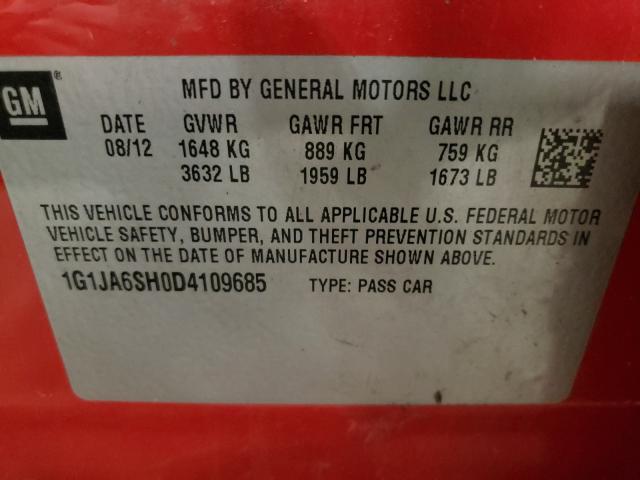 GM®
MFD BY GENERAL MOTORS LLC
DATE GVWR GAWR FRT GAWR RR
08/12 1648 KG 889 KG 759 KG
3632 LB 1959 LB 1673 LB
THIS VEHICLE CONFORMS TO ALL APPLICABLE U.S. FEDERAL MOTOR
VEHICLE SAFETY, BUMPER, AND THEFT PREVENTION STANDARDS IN
EFFECT ON THE DATE OF MANUFACTURE SHOWN ABOVE.
1G1JA6SH0D4109685 TYPE: PASS CAR